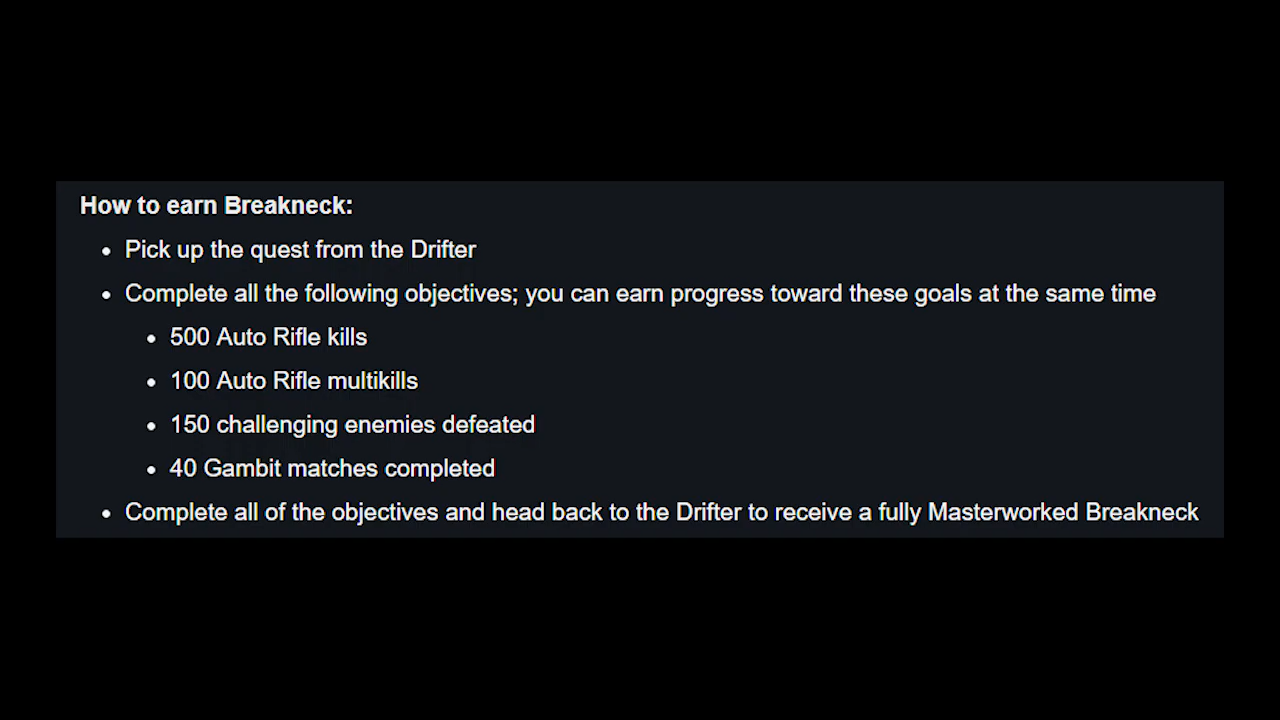 How to earn Breakneck:
Pick up the quest from the Drifter
Complete all the following objectives; you can earn progress toward these goals at the same time
500 Auto Rifle kills
100 Auto Rifle multikills
150 challenging enemies defeated
40 Gambit matches completed
Complete all of the objectives and head back to the Drifter to receive a fully Masterworked Breakneck